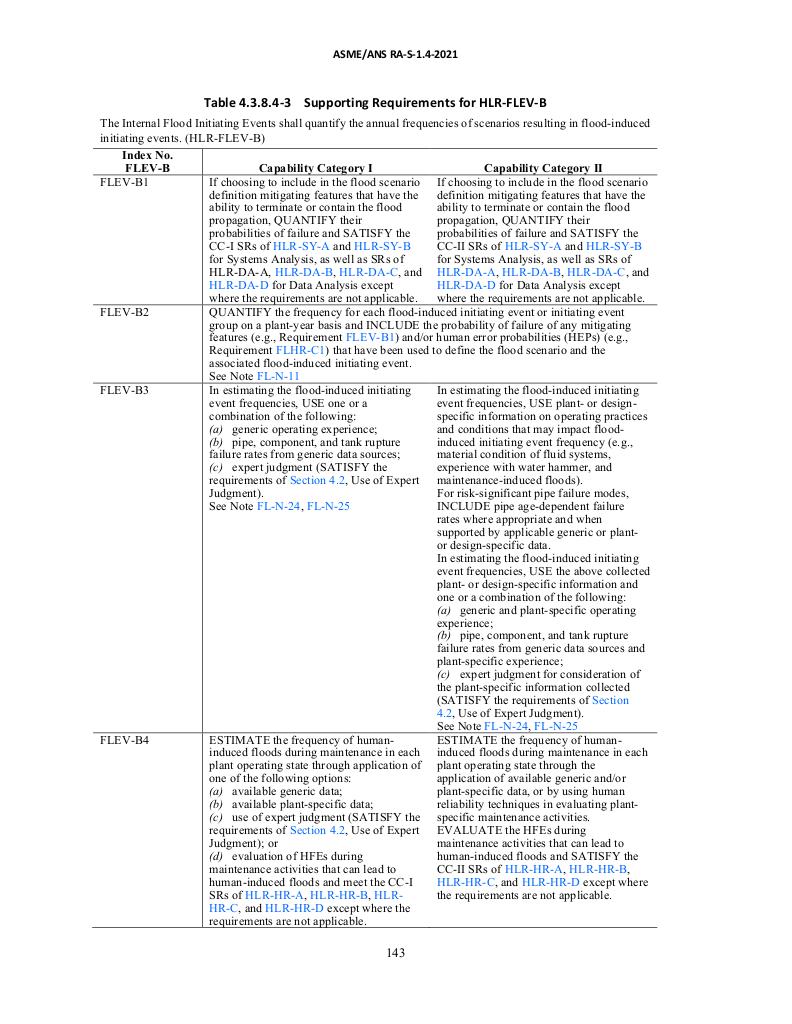 ASME/ANS RA-S-1.4-2021
Table 4.3.8.4-3 Supporting Requirements for HLR-FLEV-B
The Internal Flood Initiating Events shall quantify the annual frequencies of scenarios resulting in flood-induced
initiating events. (HLR-FLEV-B)
Index No.
FLEV-B
Capability Category I
Capability Category II
FLEV-B1
If choosing to include in the flood scenario
definition mitigating features that have the
ability to terminate or contain the flood
propagation, QUANTIFY their
probabilities of failure and SATISFY the
CC-I SRs of HLR-SY-A and HLR-SY-B
for Systems Analysis, as well as SRs of
HLR-DA-A, HLR-DA-B, HLR-DA-C, and
HLR-DA-D for Data Analysis except
where the requirements are not applicable.
If choosing to include in the flood scenario
definition mitigating features that have the
ability to terminate or contain the flood
propagation, QUANTIFY their
probabilities of failure and SATISFY the
CC-II SRs of HLR-SY-A and HLR-SY-B
for Systems Analysis, as well as SRs of
HLR-DA-A, HLR-DA-B, HLR-DA-C, and
HLR-DA-D for Data Analysis except
where the requirements are not applicable.
FLEV-B2
QUANTIFY the frequency for each flood-induced initiating event or initiating event
group on a plant-year basis and INCLUDE the probability of failure of any mitigating
features (e.g., Requirement FLEV-B1) and/or human error probabilities (HEPs) (e.g.,
Requirement FLHR-C1) that have been used to define the flood scenario and the
associated flood-induced initiating event.
See Note FL-N-11
FLEV-B3
In estimating the flood-induced initiating
event frequencies, USE one or a
combination of the following:
(a) generic operating experience;
(b) pipe, component, and tank rupture
failure rates from generic data sources;
(c) expert judgment (SATISFY the
requirements of Section 4.2, Use of Expert
Judgment).
See Note FL-N-24, FL-N-25
In estimating the flood-induced initiating
event frequencies, USE plant- or design-
specific information on operating practices
and conditions that may impact flood-
induced initiating event frequency (e.g.,
material condition of fluid systems,
experience with water hammer, and
maintenance-induced floods).
For risk-significant pipe failure modes,
INCLUDE pipe age-dependent failure
rates where appropriate and when
supported by applicable generic or plant-
or design-specific data.
In estimating the flood-induced initiating
event frequencies, USE the above collected
plant- or design-specific information and
one or a combination of the following:
(a) generic and plant-specific operating
experience;
(b) pipe, component, and tank rupture
failure rates from generic data sources and
plant-specific experience;
(c) expert judgment for consideration of
the plant-specific information collected
(SATISFY the requirements of Section
4.2, Use of Expert Judgment).
See Note FL-N-24, FL-N-25
FLEV-B4
ESTIMATE the frequency of human-
induced floods during maintenance in each
plant operating state through application of
one of the following options:
(a) available generic data;
(b) available plant-specific data;
(c) use of expert judgment (SATISFY the
requirements of Section 4.2, Use of Expert
Judgment); or
(d) evaluation of HFEs during
maintenance activities that can lead to
human-induced floods and meet the CC-I
SRs of HLR-HR-A, HLR-HR-B, HLR-
HR-C, and HLR-HR-D except where the
requirements are not applicable.
ESTIMATE the frequency of human-
induced floods during maintenance in each
plant operating state through the
application of available generic and/or
plant-specific data, or by using human
reliability techniques in evaluating plant-
specific maintenance activities.
EVALUATE the HFEs during
maintenance activities that can lead to
human-induced floods and SATISFY the
CC-II SRs of HLR-HR-A, HLR-HR-B,
HLR-HR-C, and HLR-HR-D except where
the requirements are not applicable.
143